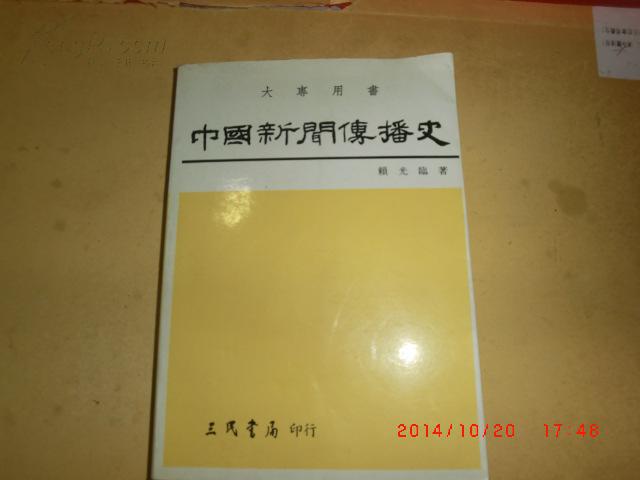 大專用書
中國新聞傳播史
賴光臨著
三民書局印行
2014/10/20 17:48